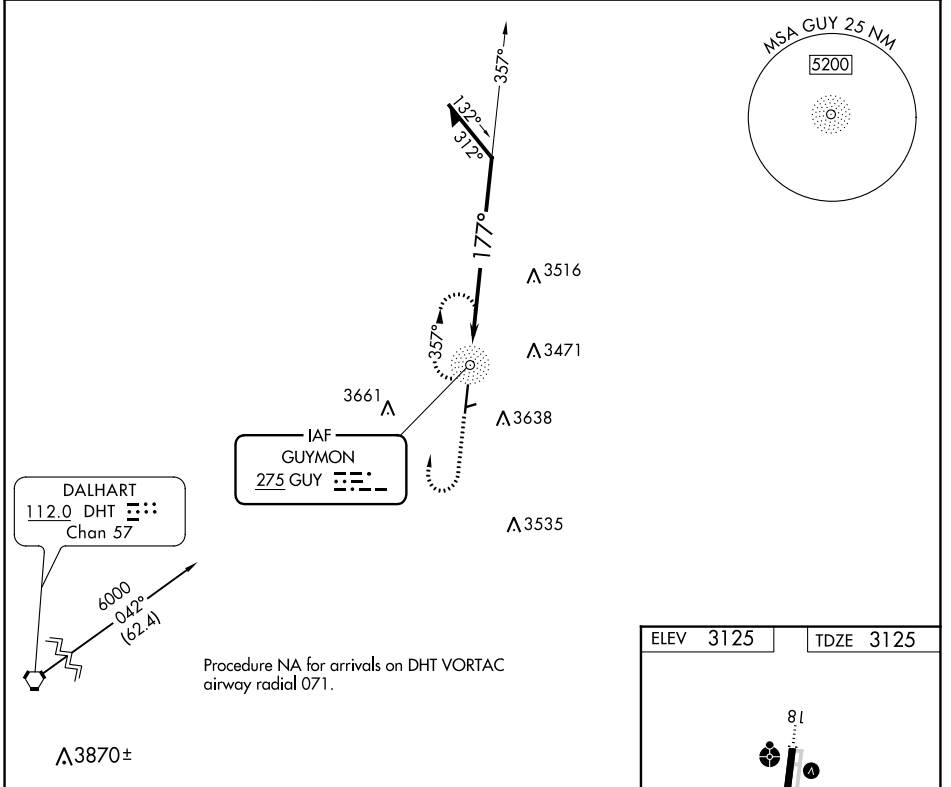 MSA GUY 25 NM
5200
357°
132°
312°
177°
3516
357°
3471
3661
3638
IAF
GUYMON
275 GUY
3535
DALHART
112.0 DHT
Chan 57
6000
042°
(62.4)
Procedure NA for arrivals on DHT VORTAC
airway radial 071.
ELEV 3125
TDZE 3125
18
3870±
A